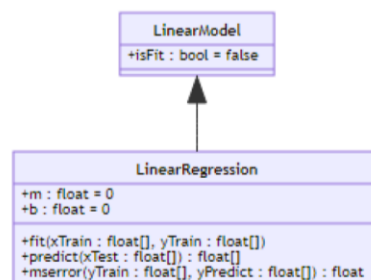 LinearModel
+isFit : bool = false
LinearRegression
+m : float = 0
+b : float = 0
+fit(xTrain : float[], yTrain : float[])
+predict(xTest : float[]) : float[]
+mserror(yTrain : float[], yPredict : float[]) : float